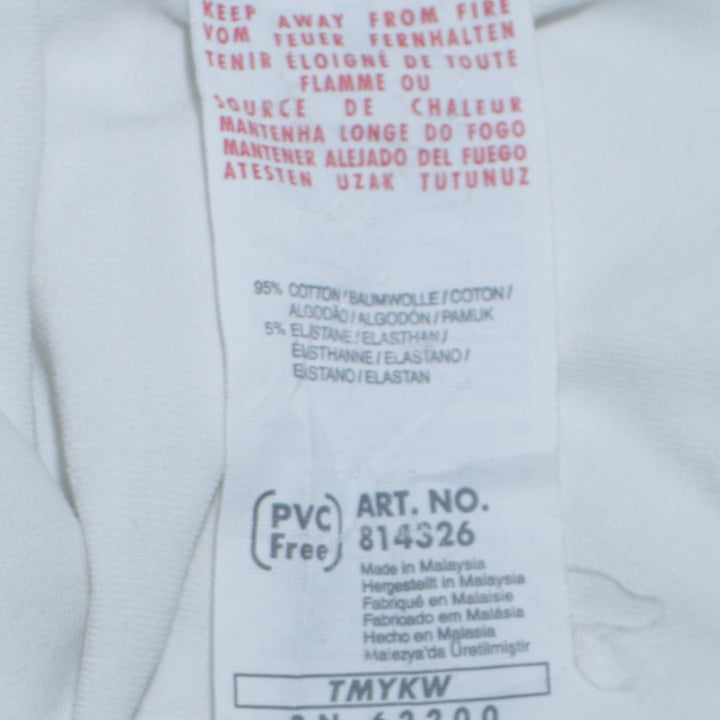 KEEP AWAY FROM FIRE
VOM FEUER FERNHALTEN
TENIR ÉLOIGNÉ DE TOUTE
FLAMME OU
SOURCE DE CHALEUR
MANTENHA LONGE DO FOGO
MANTENER ALEJADO DEL FUEGO
ATESTEN UZAK TUTUNUZ
95% COTTON / BAUMWOLLE / COTON /
ALGODÃO / ALGODÓN / PAMUK
5% ELISTANE / ELASTHAN /
ÉLISTHANNE / ELASTANO /
ELISTANO / ELASTAN
(PVC Free)
ART. NO.
814326
Made in Malaysia
Hergestellt in Malaysia
Fabriqué en Malaisie
Fabricado em Malásia
Hecho en Malasia
Malezya'da Üretilmiştir
TMYKW